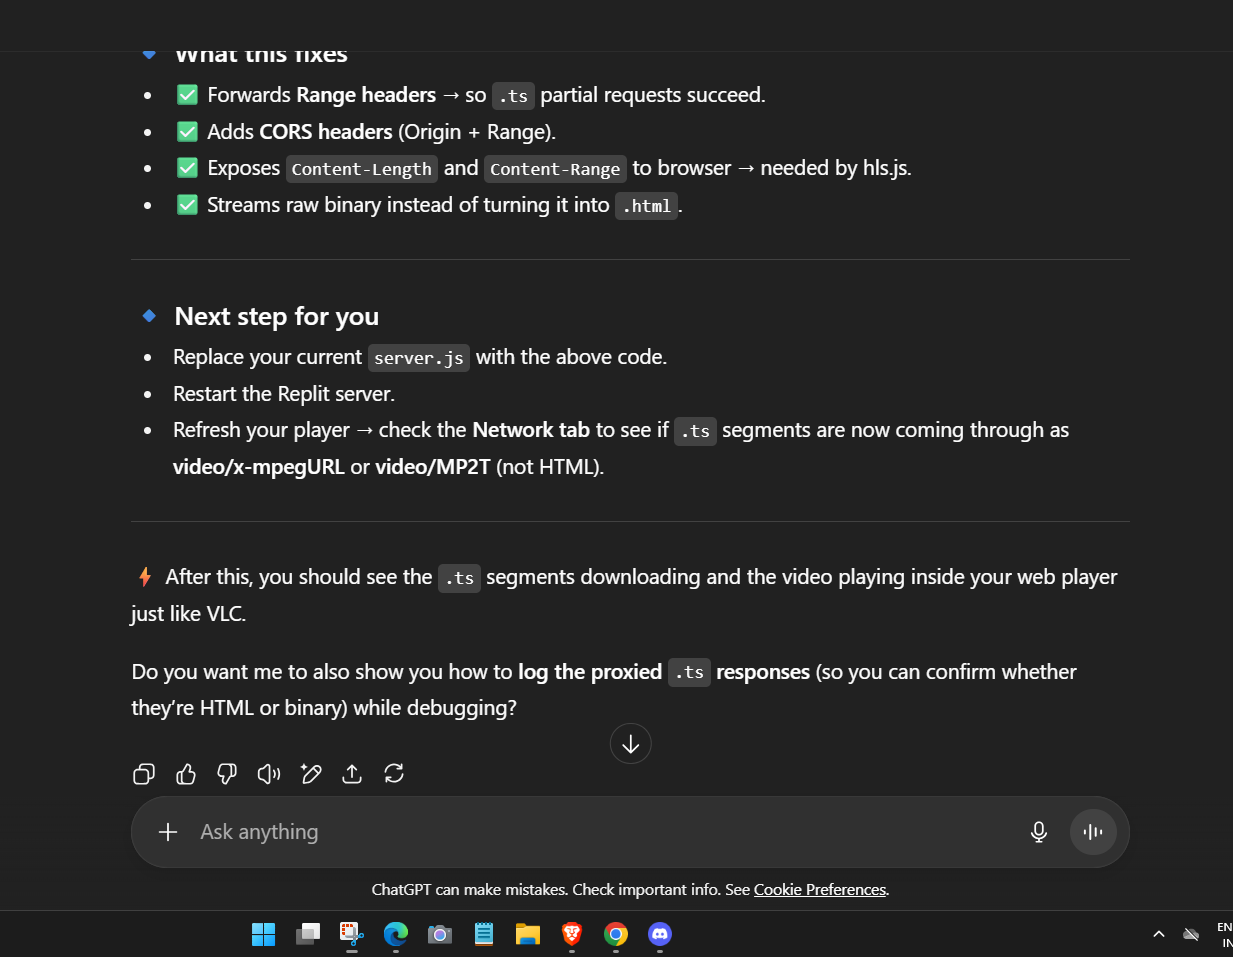 What this fixes
Forwards Range headers → so .ts partial requests succeed.
Adds CORS headers (Origin + Range).
Exposes Content-Length and Content-Range to browser → needed by hls.js.
Streams raw binary instead of turning it into .html.
Next step for you
Replace your current server.js with the above code.
Restart the Replit server.
Refresh your player → check the Network tab to see if .ts segments are now coming through as
video/x-mpegURL or video/MP2T (not HTML).
After this, you should see the .ts segments downloading and the video playing inside your web player
just like VLC.
Do you want me to also show you how to log the proxied .ts responses (so you can confirm whether
they’re HTML or binary) while debugging?
Ask anything
ChatGPT can make mistakes. Check important info. See Cookie Preferences.
EN
IN